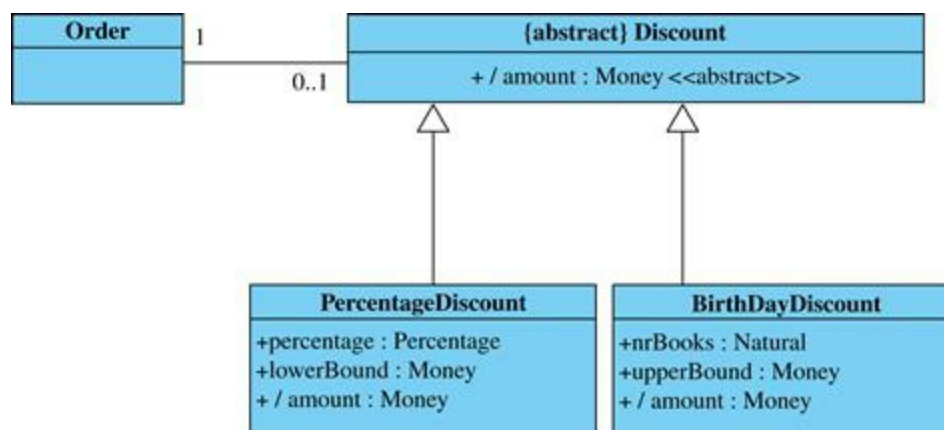 Order
1
0..1
{abstract} Discount
+ / amount : Money <<abstract>>
PercentageDiscount
+percentage : Percentage
+lowerBound : Money
+ / amount : Money
BirthDayDiscount
+nrBooks : Natural
+upperBound : Money
+ / amount : Money